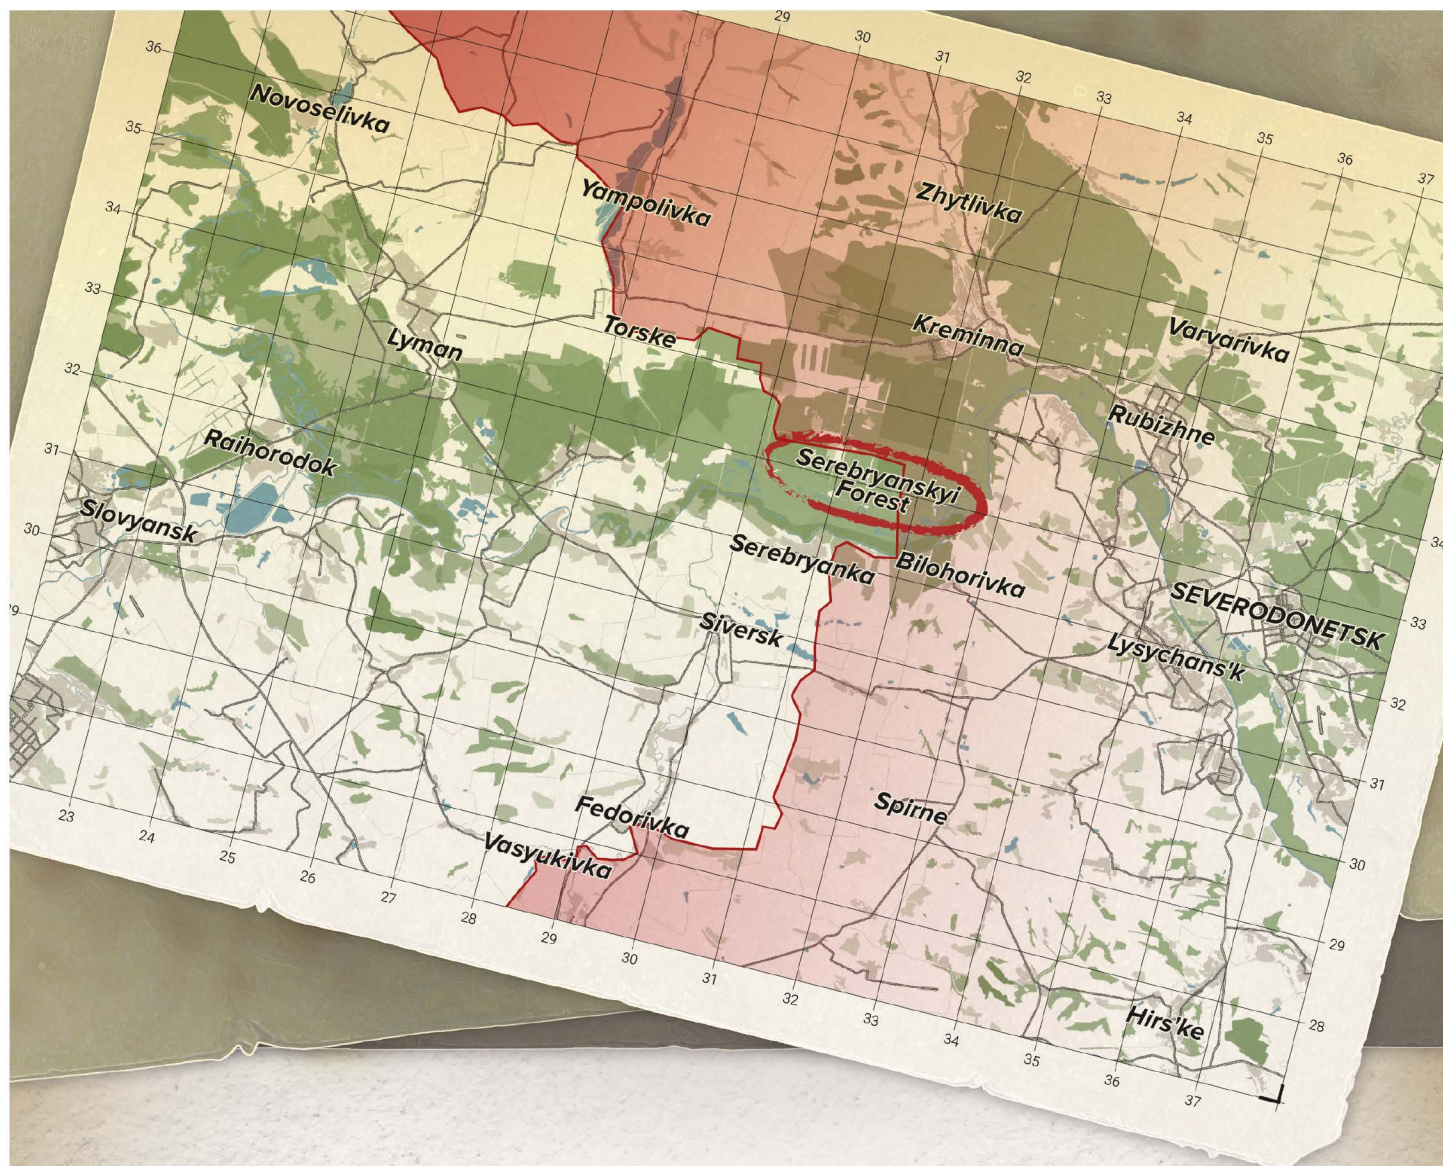 29
30
31
32
33
34
35
36
37
36
35
34
33
32
31
30
Novoselivka
Yampolivka
Zhytlivka
Torske
Kreminna
Varvarivka
Lyman
Rubizhne
Raihorodok
Serebryanskyi
Forest
Slovyansk
Serebryanka
Bilohorivka
SEVERODONETSK
Siversk
Lysychans'k
Spirne
Fedorivka
Vasyukivka
Hirs'ke
33
32
31
30
29
28
23
24
25
26
27
28
29
30
31
32
33
34
35
36
37